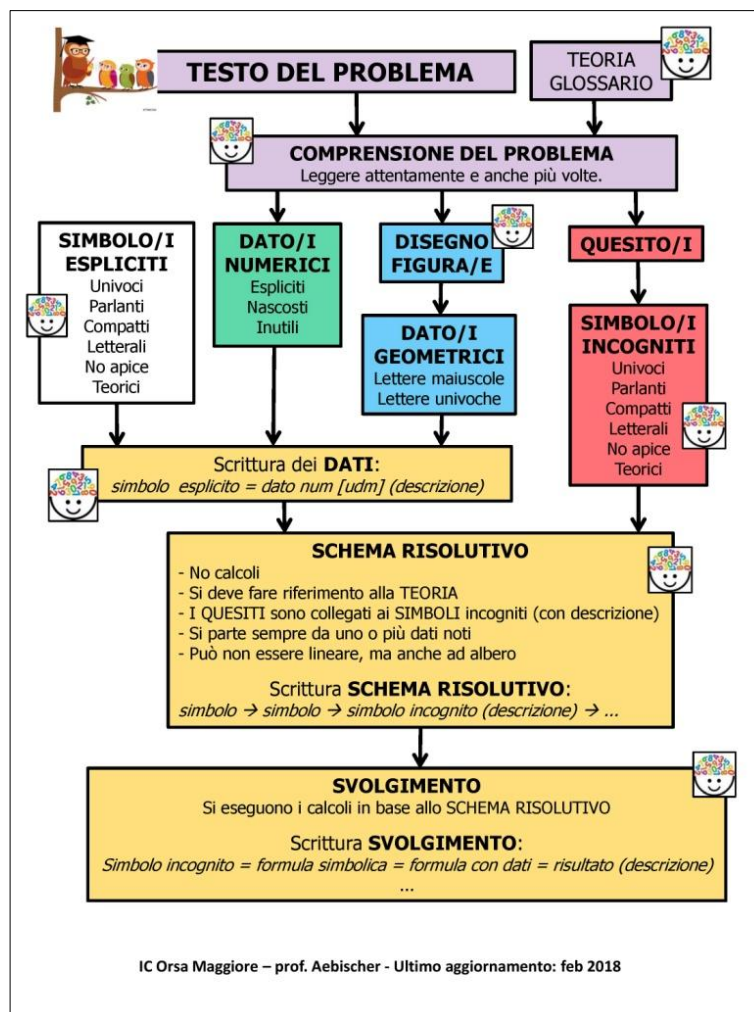 TESTO DEL PROBLEMA
TEORIA
GLOSSARIO
COMPRENSIONE DEL PROBLEMA
Leggere attentamente e anche più volte.
SIMBOLO/I
ESPLICITI
Univoci
Parlanti
Compatti
Letterali
No apice
Teorici
DATO/I
NUMERICI
Espliciti
Nascosti
Inutili
DISEGNO
FIGURA/E
DATO/I
GEOMETRICI
Lettere maiuscole
Lettere univoche
QUESITO/I
SIMBOLO/I
INCOGNITI
Univoci
Parlanti
Compatti
Letterali
No apice
Teorici
Scrittura dei DATI:
simbolo esplicito = dato num [udm] (descrizione)
SCHEMA RISOLUTIVO
- No calcoli
- Si deve fare riferimento alla TEORIA
- I QUESITI sono collegati ai SIMBOLI incogniti (con descrizione)
- Si parte sempre da uno o più dati noti
- Può non essere lineare, ma anche ad albero
Scrittura SCHEMA RISOLUTIVO:
simbolo → simbolo → simbolo incognito (descrizione) → ...
SVOLGIMENTO
Si eseguono i calcoli in base allo SCHEMA RISOLUTIVO
Scrittura SVOLGIMENTO:
Simbolo incognito = formula simbolica = formula con dati = risultato (descrizione)
...
IC Orsa Maggiore – prof. Aebischer - Ultimo aggiornamento: feb 2018